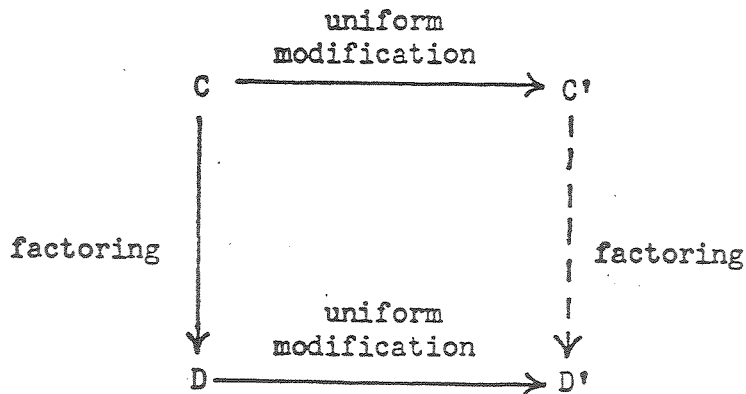 uniform
modification
C C'
factoring factoring
uniform
modification
D D'